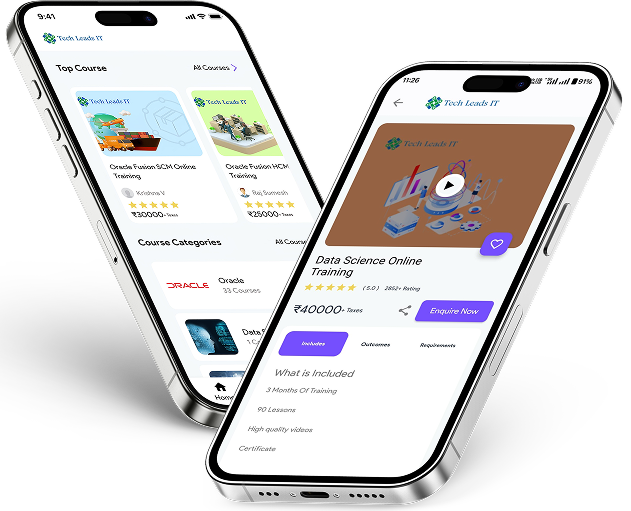 9:41
Tech Leads IT
Top Course
All Courses
Tech Leads IT
Tech Leads IT
Oracle Fusion SCM Online
Training
Oracle Fusion HCM
Training
Krishna V
Raj Sumesh
₹30000+ Taxes
₹25000+ Taxes
Course Categories
All Cours
ORACLE
Oracle
33 Courses
Data S
1 C
Home
11:26
91%
Tech Leads IT
Tech Leads IT
Data Science Online
Training
( 5.0 ) 2852+ Rating
₹40000+ Taxes
Enquire Now
Includes
Outcomes
Requirements
What is Included
3 Months Of Training
90 Lessons
High quality videos
Certificate